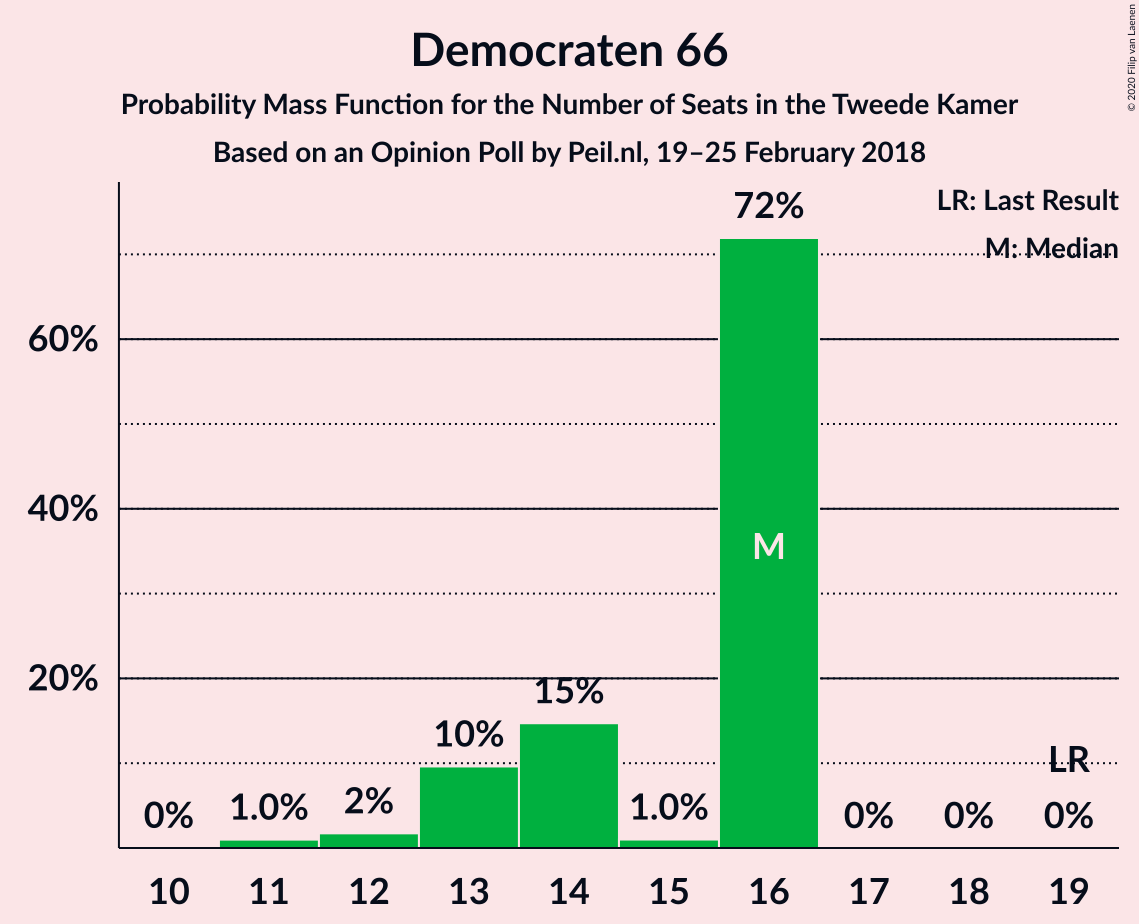 Democraten 66
Probability Mass Function for the Number of Seats in the Tweede Kamer
Based on an Opinion Poll by Peil.nl, 19–25 February 2018
© 2020 Filip van Laenen
LR: Last Result
M: Median
60%
40%
20%
0%
1.0%
2%
10%
15%
1.0%
72%
M
0%
0%
LR
0%
10 11 12 13 14 15 16 17 18 19